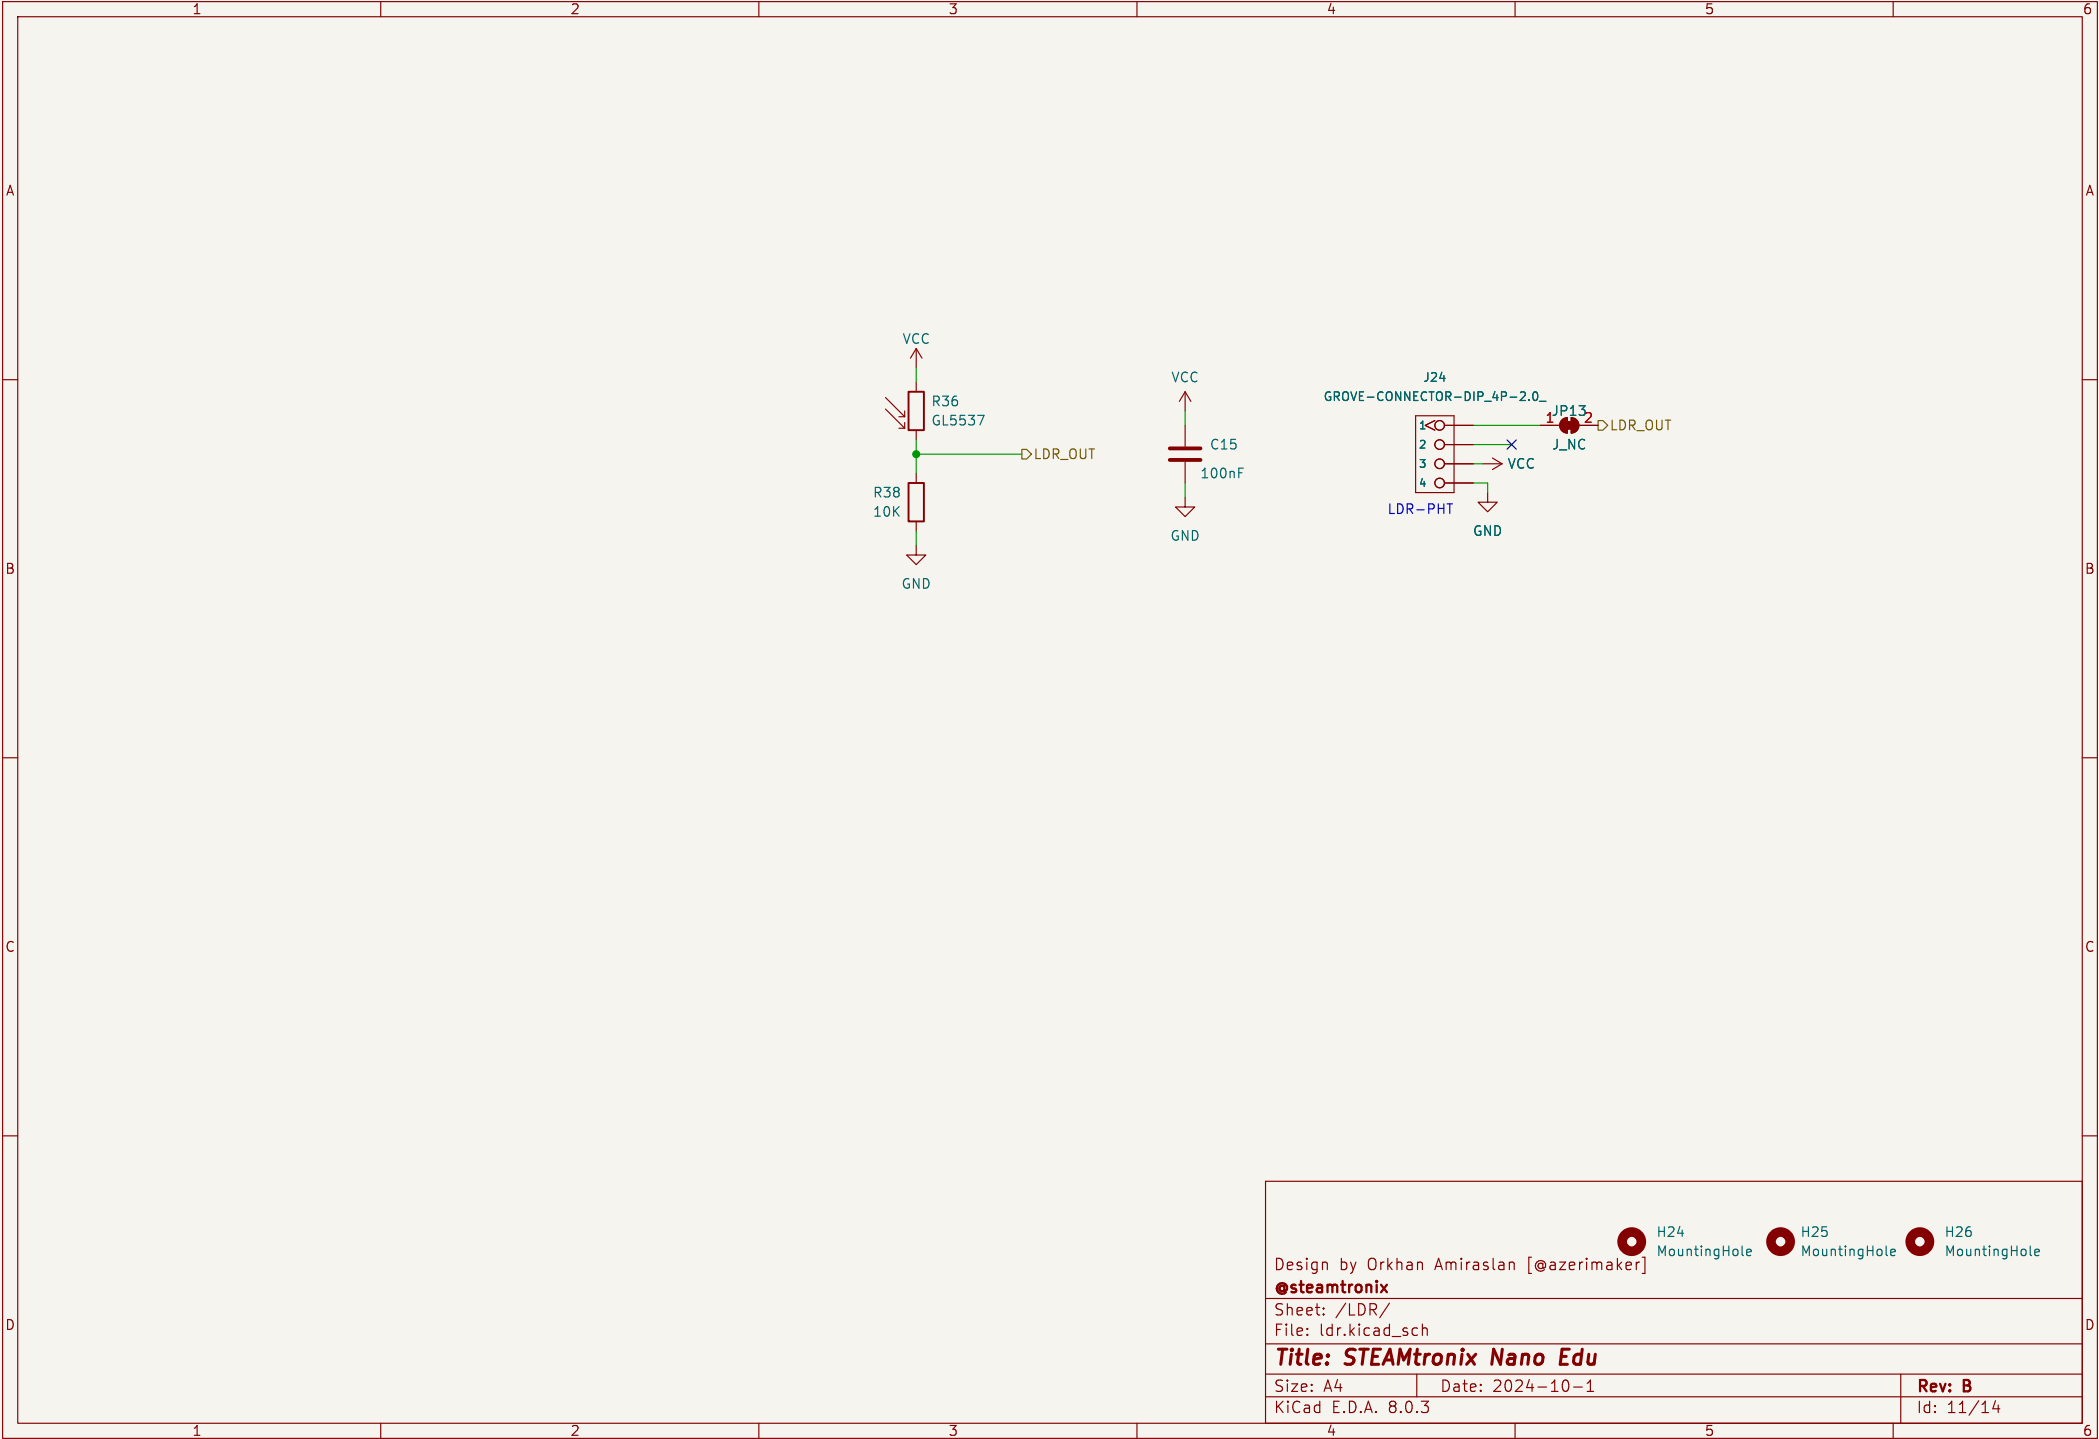 1 2 3 4 5 6
A A
VCC
R36
GL5537
LDR_OUT
R38
10K
GND
VCC
C15
100nF
GND
J24
GROVE-CONNECTOR-DIP_4P-2.0_
JP13
1 1 2 LDR_OUT
2 J_NC
3 VCC
4
LDR-PHT
GND
B B
C C
H24
MountingHole
H25
MountingHole
H26
MountingHole
Design by Orkhan Amiraslan [@azerimaker]
@steamtronix
Sheet: /LDR/
File: ldr.kicad_sch
D D
Title: STEAMtronix Nano Edu
Size: A4 Date: 2024-10-1 Rev: B
KiCad E.D.A. 8.0.3 Id: 11/14
1 2 3 4 5 6